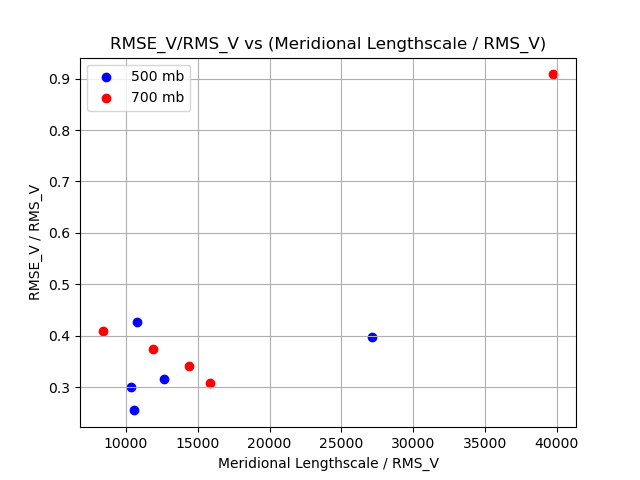 RMSE_V/RMS_V vs (Meridional Lengthscale / RMS_V)
500 mb
700 mb
0.9
0.8
0.7
0.6
0.5
0.4
0.3
RMSE_V / RMS_V
10000 15000 20000 25000 30000 35000 40000
Meridional Lengthscale / RMS_V